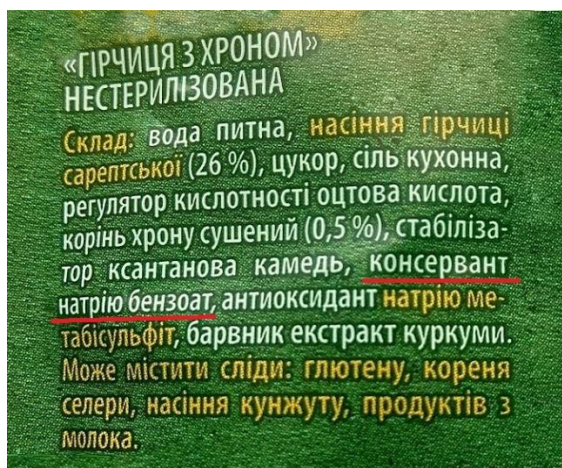 «ГІРЧИЦЯ З ХРОНОМ»
НЕСТЕРИЛІЗОВАНА
Склад: вода питна, насіння гірчиці
сарептської (26 %), цукор, сіль кухонна,
регулятор кислотності оцтова кислота,
корінь хрону сушений (0,5 %), стабіліза-
тор ксантанова камедь, консервант
натрію бензоат, антиоксидант натрію ме-
табісульфіт, барвник екстракт куркуми.
Може містити сліди: глютену, кореня
селери, насіння кунжуту, продуктів з
молока.